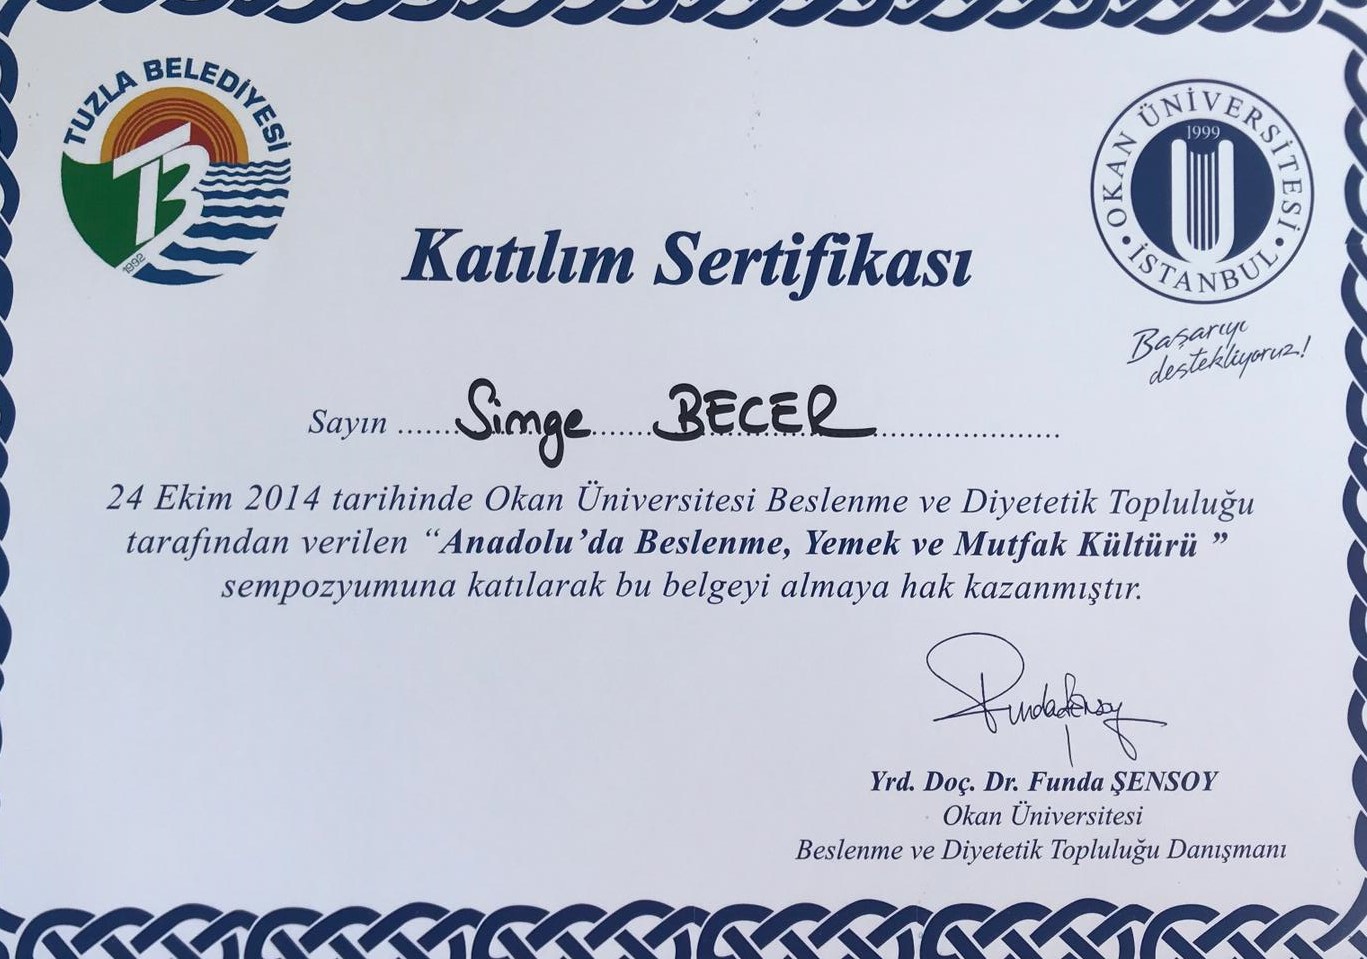 TUZLA BELEDİYESİ
1992
OKAN ÜNİVERSİTESİ
1999
İSTANBUL
Başarıyı
destekliyoruz!
Katılım Sertifikası
Sayın ...... Simge ...... BECER ......................
24 Ekim 2014 tarihinde Okan Üniversitesi Beslenme ve Diyetetik Topluluğu
tarafından verilen “Anadolu’da Beslenme, Yemek ve Mutfak Kültürü ”
sempozyumuna katılarak bu belgeyi almaya hak kazanmıştır.
Funda Şensoy
Yrd. Doç. Dr. Funda ŞENSOY
Okan Üniversitesi
Beslenme ve Diyetetik Topluluğu Danışmanı